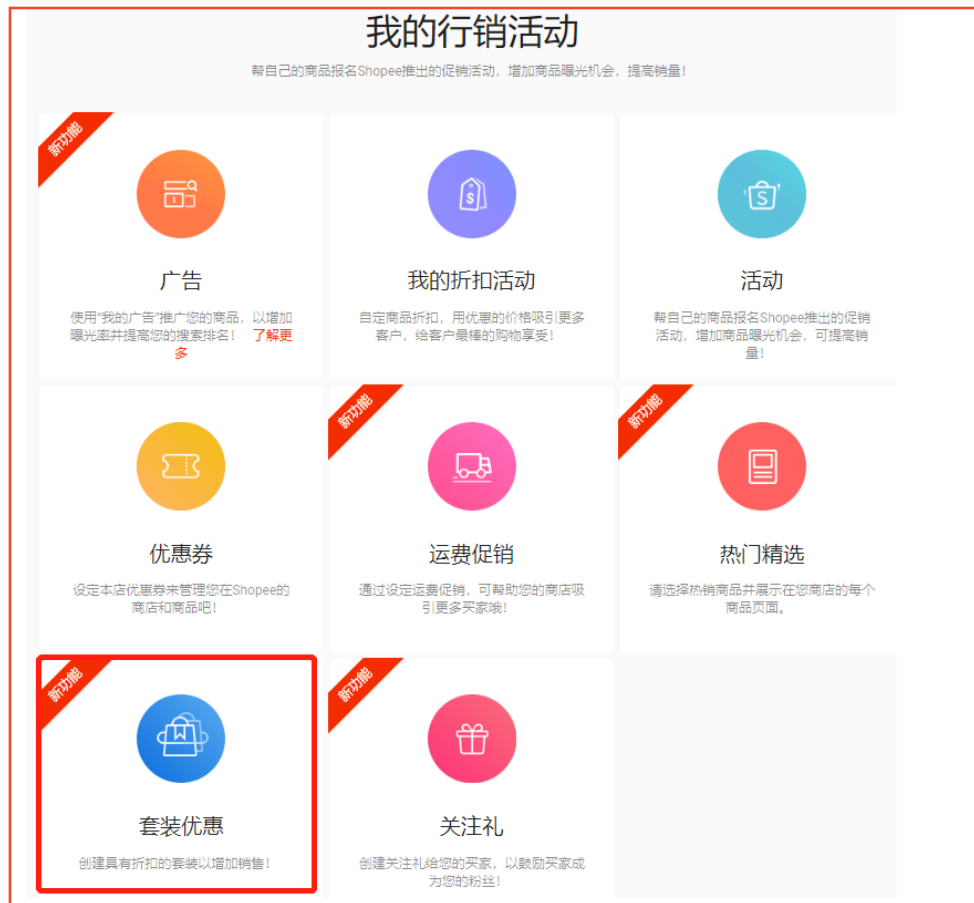 我的行销活动
帮自己的商品报名Shopee推出的促销活动，增加商品曝光机会，提高销量！
新功能
广告
使用“我的广告”推广您的商品，以增加
曝光率并提高您的搜索排名！ 了解更
多
$
我的折扣活动
自定商品折扣，用优惠的价格吸引更多
客户，给客户最棒的购物享受！
S
活动
帮自己的商品报名Shopee推出的促销
活动，增加商品曝光机会，可提高销
量！
优惠券
设定本店优惠券来管理您在Shopee的
商店和商品吧！
新功能
运费促销
通过设定运费促销，可帮助您的商店吸
引更多买家哦！
新功能
热门精选
请选择热销商品并展示在您商店的每个
商品页面。
新功能
套装优惠
创建具有折扣的套装以增加销售！
新功能
关注礼
创建关注礼给您的买家，以鼓励买家成
为您的粉丝！